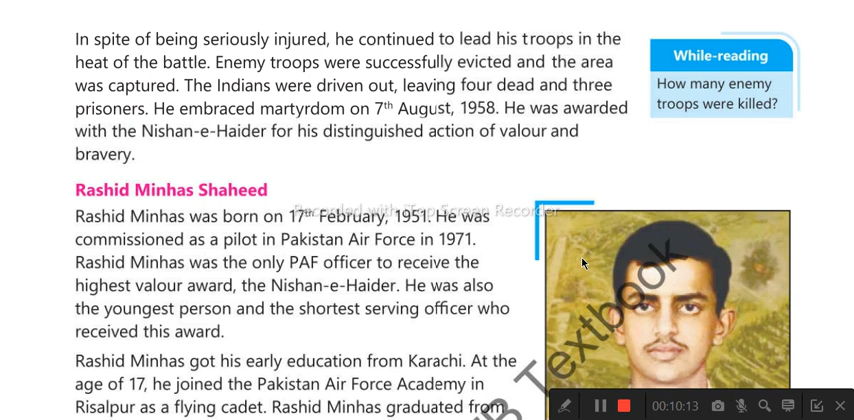 In spite of being seriously injured, he continued to lead his troops in the
heat of the battle. Enemy troops were successfully evicted and the area
was captured. The Indians were driven out, leaving four dead and three
prisoners. He embraced martyrdom on 7th August, 1958. He was awarded
with the Nishan-e-Haider for his distinguished action of valour and
bravery.
While-reading
How many enemy
troops were killed?
Rashid Minhas Shaheed
Recorded with iTop Screen Recorder
Rashid Minhas was born on 17th February, 1951. He was
commissioned as a pilot in Pakistan Air Force in 1971.
Rashid Minhas was the only PAF officer to receive the
highest valour award, the Nishan-e-Haider. He was also
the youngest person and the shortest serving officer who
received this award.
Rashid Minhas got his early education from Karachi. At the
age of 17, he joined the Pakistan Air Force Academy in
Risalpur as a flying cadet. Rashid Minhas graduated from
B Textbook
00:10:13